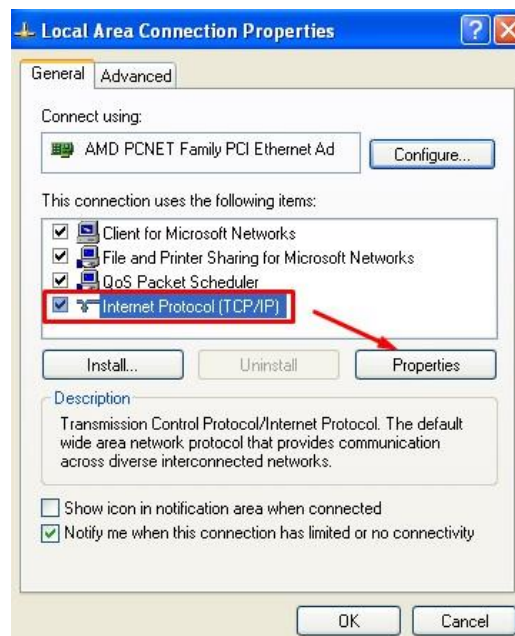 Local Area Connection Properties
General Advanced
Connect using:
AMD PCNET Family PCI Ethernet Ad
Configure...
This connection uses the following items:
Client for Microsoft Networks
File and Printer Sharing for Microsoft Networks
QoS Packet Scheduler
Internet Protocol (TCP/IP)
Install... Uninstall Properties
Description
Transmission Control Protocol/Internet Protocol. The default
wide area network protocol that provides communication
across diverse interconnected networks.
Show icon in notification area when connected
Notify me when this connection has limited or no connectivity
OK Cancel